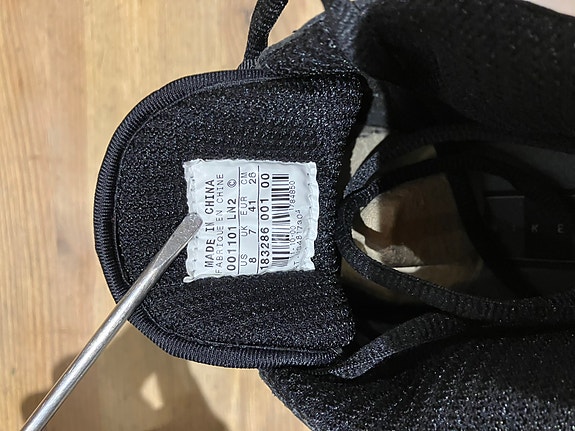 MADE IN CHINA
FABRIQUE EN CHINE
001101 LN2 ©
US UK EUR CM
8 7 41 26
183286 001 00